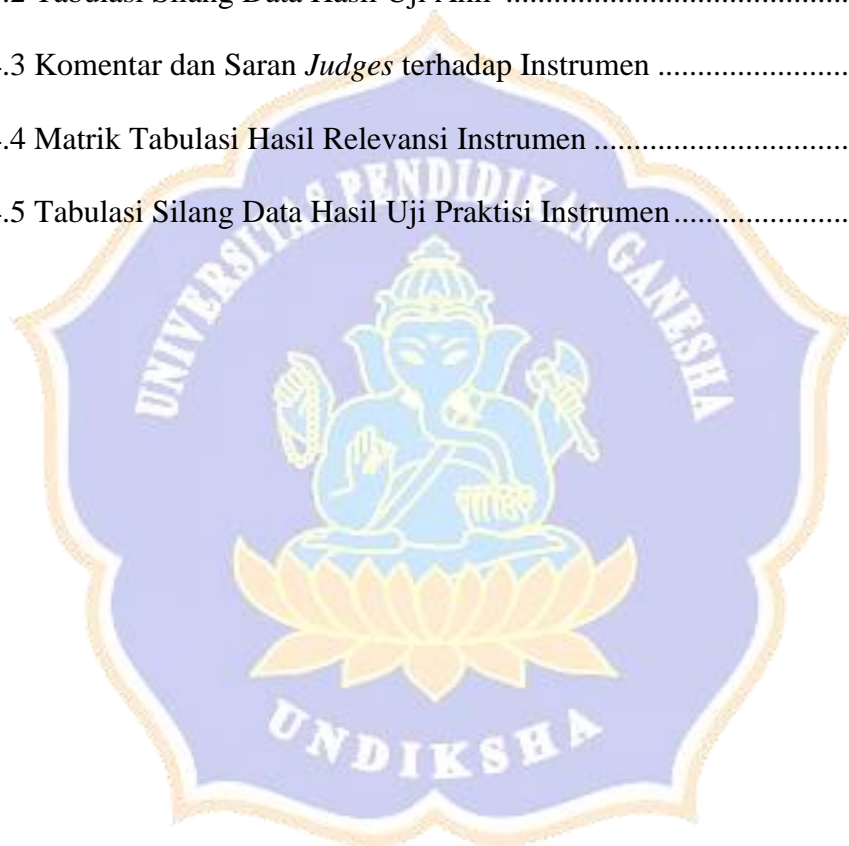 .2 Tabulasi Silang Data Hasil Uji Ahli ....................................
.3 Komentar dan Saran Judges terhadap Instrumen ......................
.4 Matrik Tabulasi Hasil Relevansi Instrumen .............................
.5 Tabulasi Silang Data Hasil Uji Praktisi Instrumen ....................
UNIVERSITAS PENDIDIKAN GANESHA
UNDIKSHA